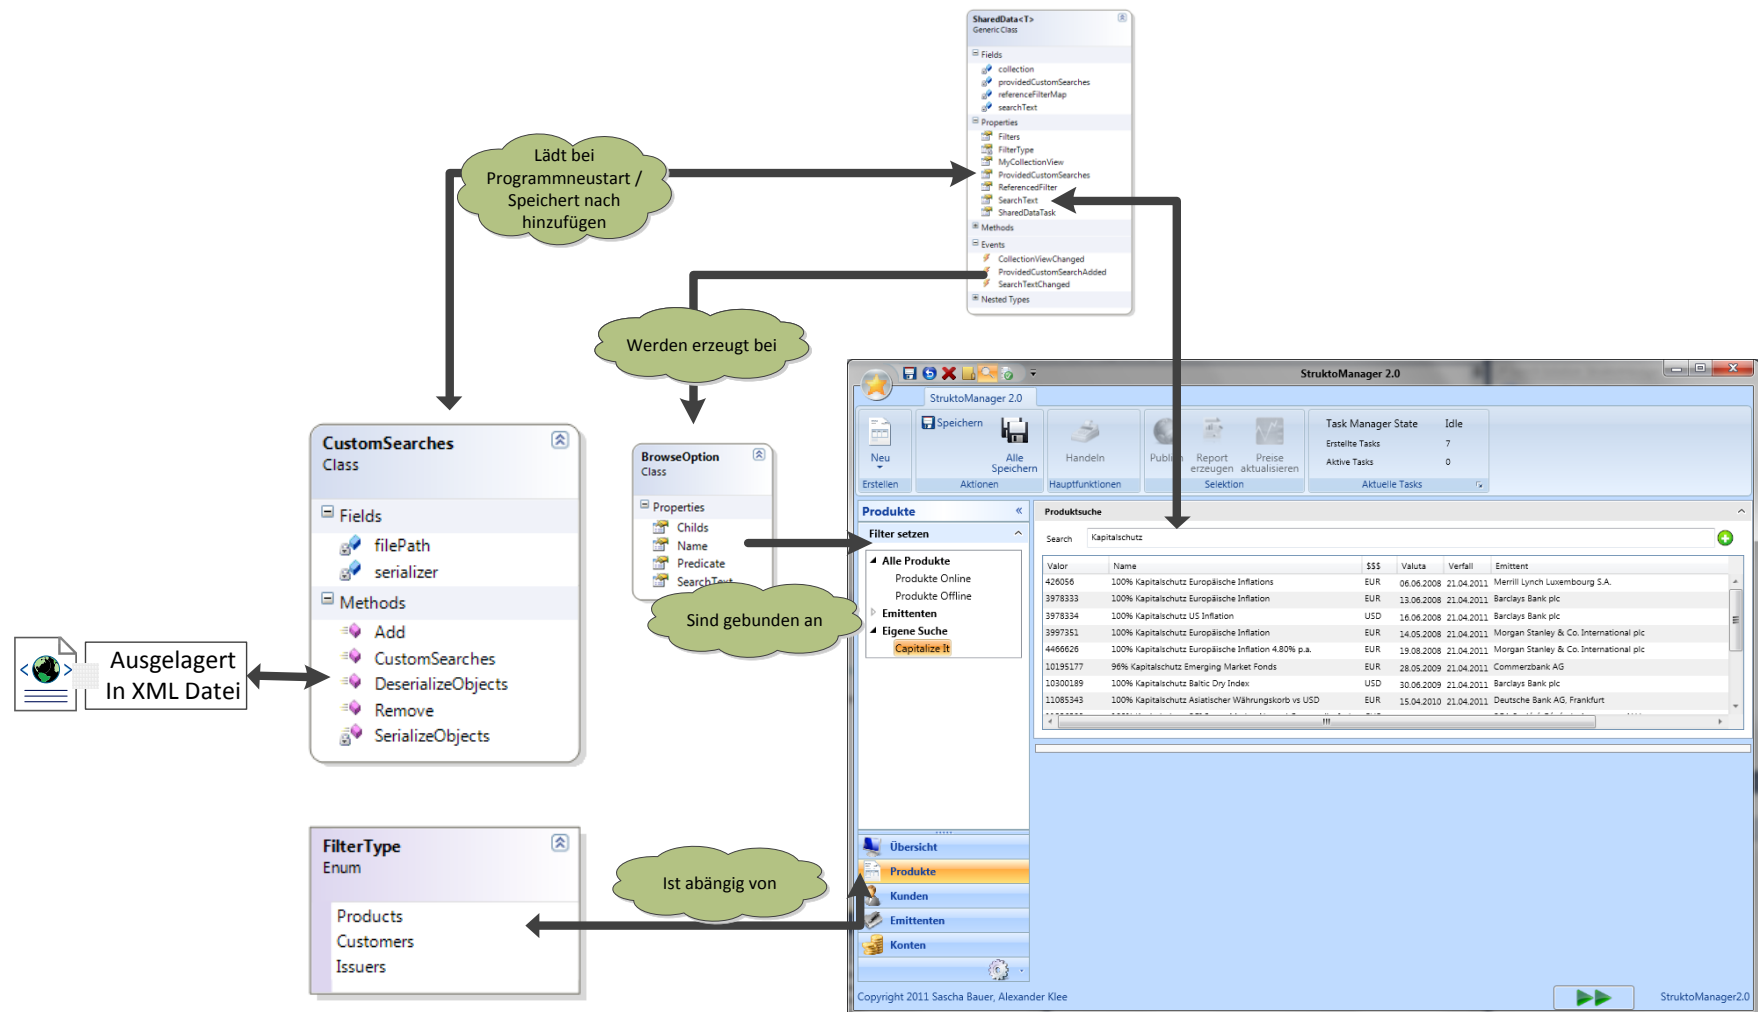 SharedData<T>
Generic Class
Fields
collection
providedCustomSearches
referenceFilterMap
searchText
Properties
Filters
FilterType
MyCollectionView
ProvidedCustomSearches
ReferencedFilter
SearchText
SharedDataTask
Methods
Events
CollectionViewChanged
ProvidedCustomSearchAdded
SearchTextChanged
Nested Types
Lädt bei
Programmneustart /
Speichert nach
hinzufügen
Werden erzeugt bei
CustomSearches
Class
Fields
filePath
serializer
Methods
Add
CustomSearches
DeserializeObjects
Remove
SerializeObjects
Ausgelagert
In XML Datei
BrowseOption
Class
Properties
Childs
Name
Predicate
SearchText
Sind gebunden an
FilterType
Enum
Products
Customers
Issuers
Ist abängig von
StruktoManager 2.0
StruktoManager 2.0
Neu
Erstellen
Speichern
Alle
Speichern
Aktionen
Handeln
Hauptfunktionen
Report
erzeugen
Preise
aktualisieren
Selektion
Task Manager State Idle
Erstellte Tasks 7
Aktive Tasks 0
Aktuelle Tasks
Produkte «
Filter setzen
Alle Produkte
Produkte Online
Produkte Offline
Emittenten
Eigene Suche
Capitalize It
Übersicht
Produkte
Kunden
Emittenten
Konten
Produktsuche
Search Kapitalschutz
Valor Name $$$ Valuta Verfall Emittent
426056 100% Kapitalschutz Europäische Inflations EUR 06.06.2008 21.04.2011 Merrill Lynch Luxembourg S.A.
3978333 100% Kapitalschutz Europäische Inflation EUR 13.06.2008 21.04.2011 Barclays Bank plc
3978334 100% Kapitalschutz US Inflation USD 16.06.2008 21.04.2011 Barclays Bank plc
3997351 100% Kapitalschutz Europäische Inflation EUR 14.05.2008 21.04.2011 Morgan Stanley & Co. International plc
4466626 100% Kapitalschutz Europäische Inflation 4.80% p.a. EUR 19.08.2008 21.04.2011 Morgan Stanley & Co. International plc
10195177 96% Kapitalschutz Emerging Market Fonds EUR 28.05.2009 21.04.2011 Commerzbank AG
10300189 100% Kapitalschutz Baltic Dry Index USD 30.06.2009 21.04.2011 Barclays Bank plc
11085343 100% Kapitalschutz Asiatischer Währungskorb vs USD EUR 15.04.2010 21.04.2011 Deutsche Bank AG, Frankfurt
Copyright 2011 Sascha Bauer, Alexander Klee
StruktoManager2.0